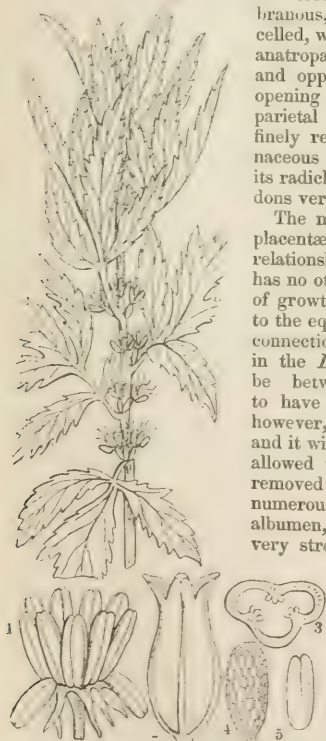 branous.
celled, w
anatropa
and opp
opening
parietal
finely re
naceous
its radicl
dons ver
The n
placentæ
relationsh
has no ot
of growt
to the eq
connectio
in the
be betw
to have
however,
and it wi
allowed
removed
numerou
albumen,
very stro
1
3
4
5